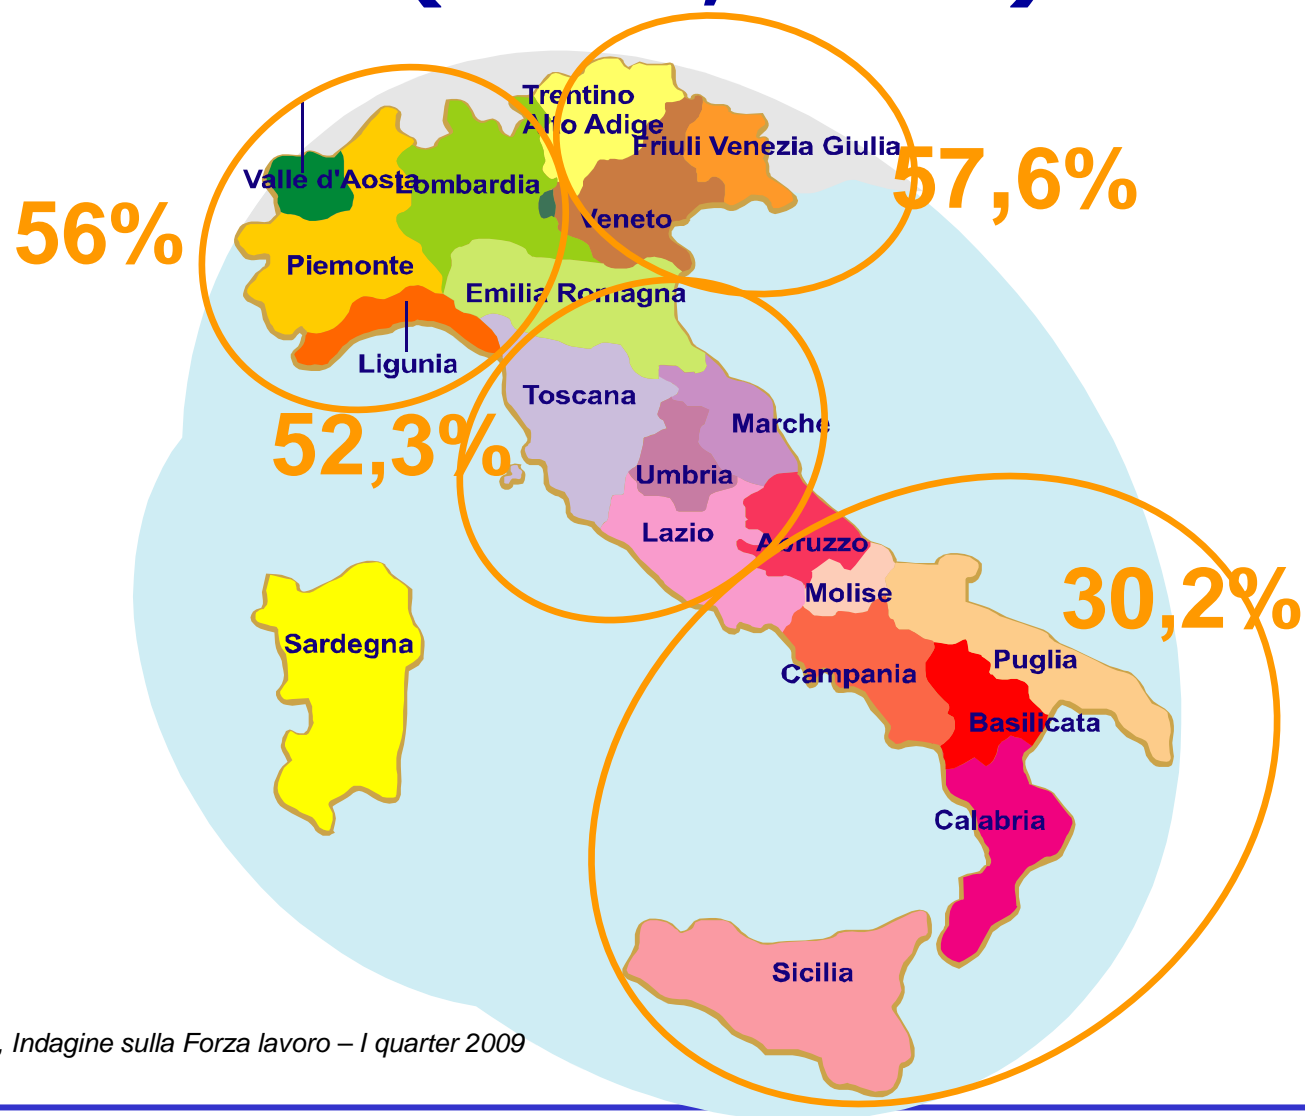 Trentino
Alto Adige
Friuli Venezia Giulia
57,6%
Valle d'Aosta
Lombardia
56%
Veneto
Piemonte
Emilia Romagna
Ligunia
Toscana
52,3%
Marche
Umbria
Lazio
Abruzzo
Molise
30,2%
Sardegna
Puglia
Campania
Basilicata
Calabria
Sicilia
, Indagine sulla Forza lavoro – I quarter 2009